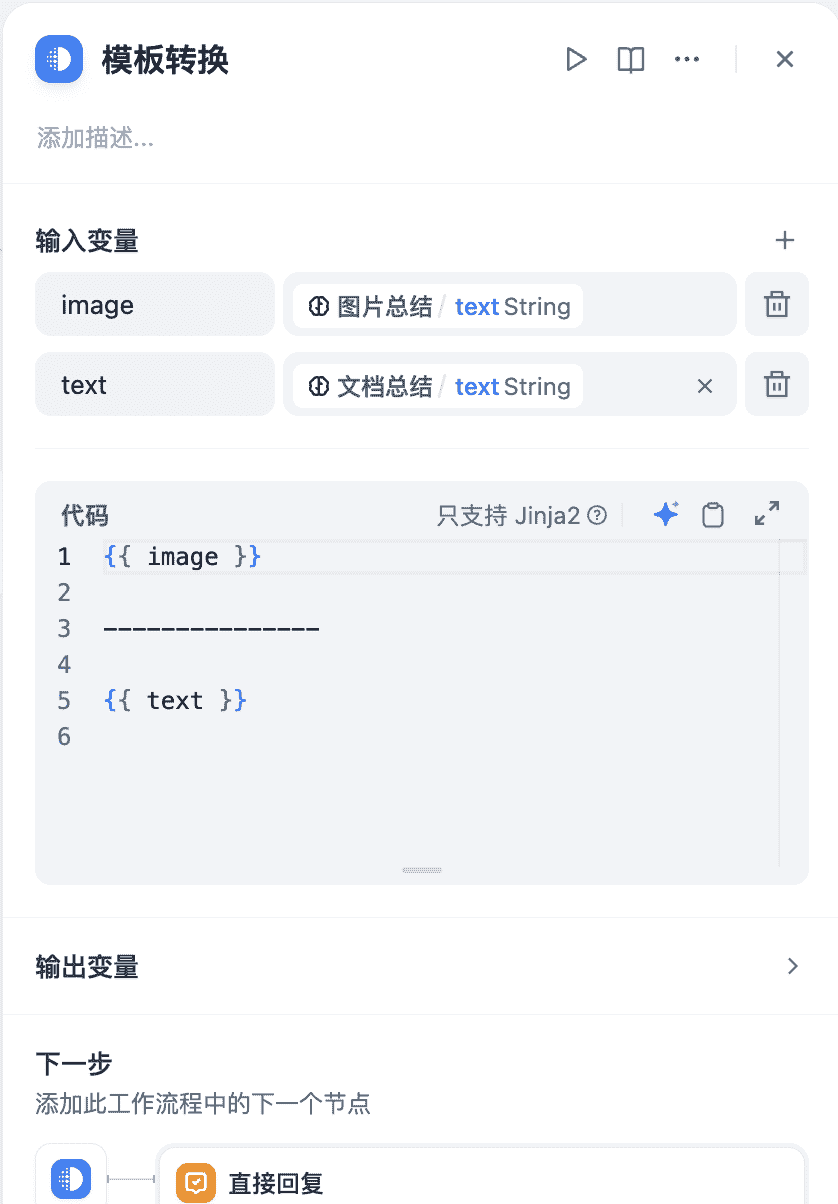 模板转换
添加描述...
输入变量
image 图片总结 / text String
text 文档总结 / text String
代码 只支持 Jinja2
1 {{ image }}
2
3 ---------------
4
5 {{ text }}
6
输出变量
下一步
添加此工作流程中的下一个节点
直接回复